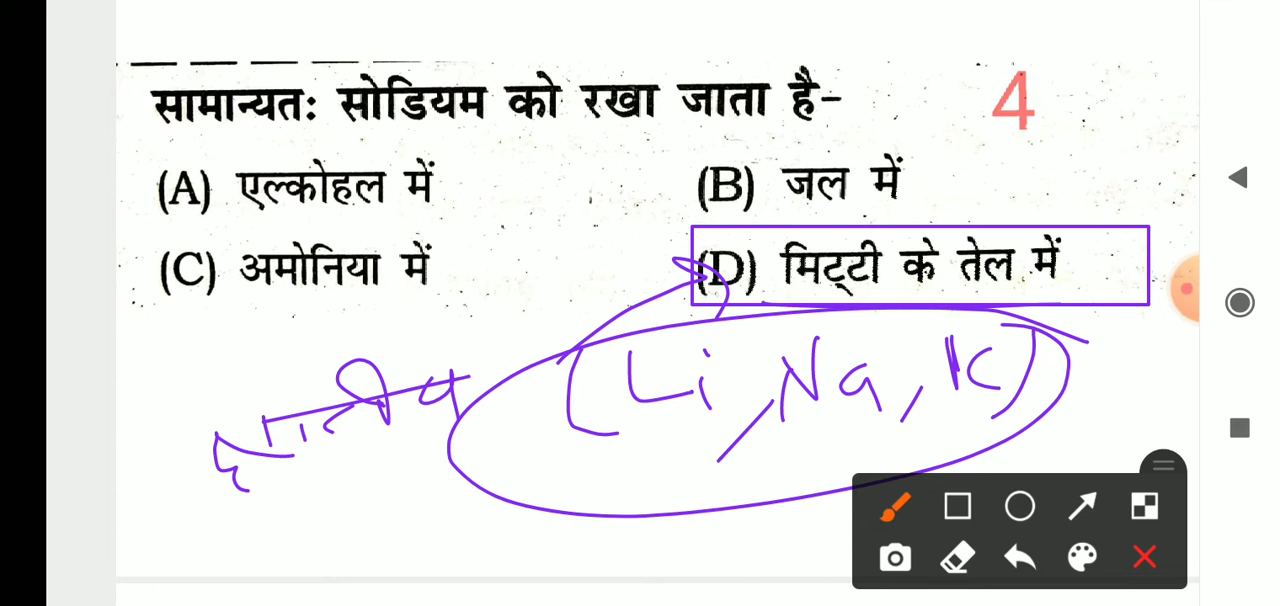 सामान्यतः सोडियम को रखा जाता है- 4
(A) एल्कोहल में (B) जल में
(C) अमोनिया में (D) मिट्टी के तेल में
(Li, Na, K)